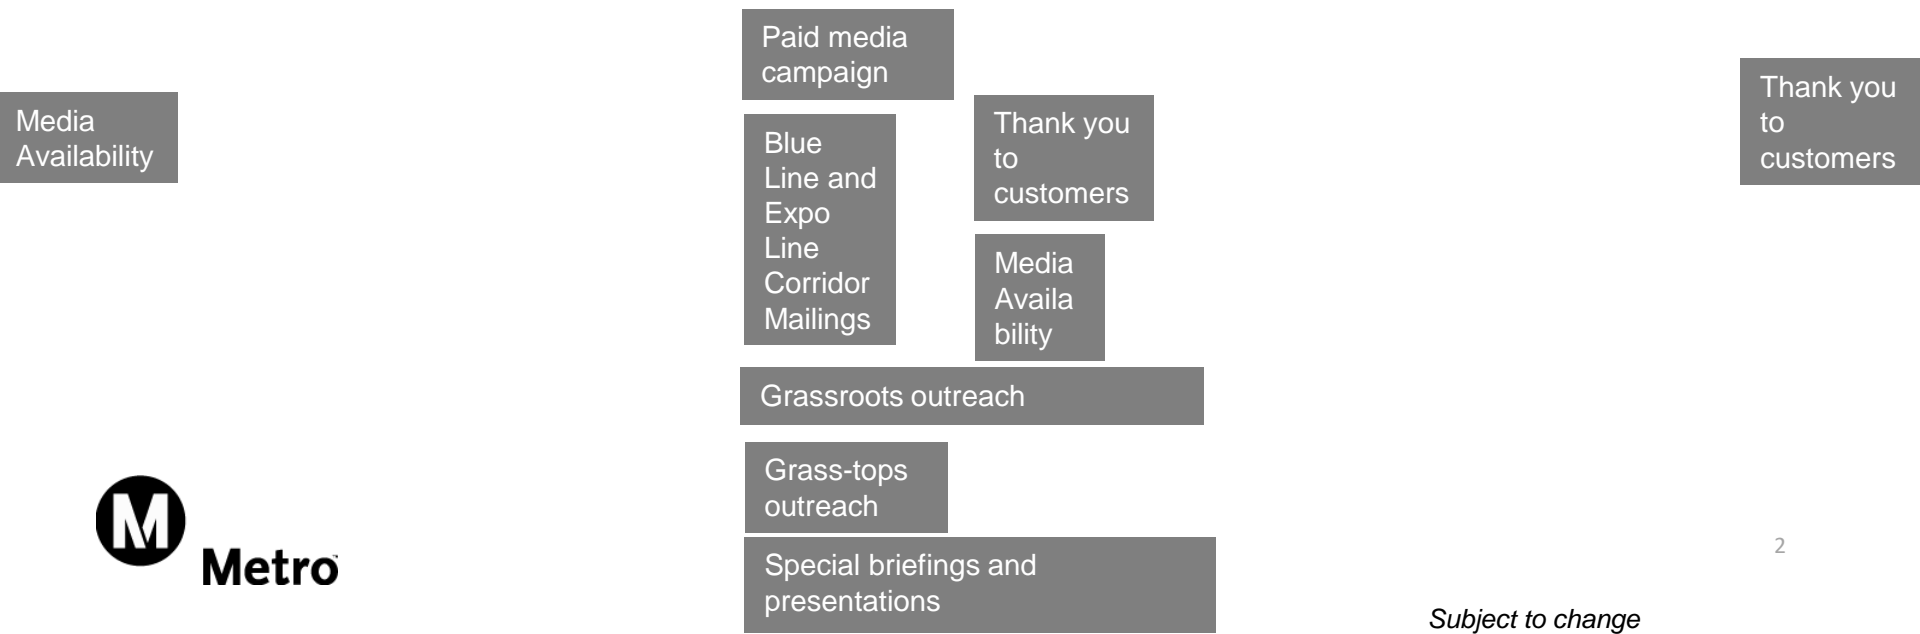 Paid media
campaign
Media
Availability
Blue
Line and
Expo
Line
Corridor
Mailings
Thank you
to
customers
Media
Availa
bility
Thank you
to
customers
Grassroots outreach
Grass-tops
outreach
Special briefings and
presentations
M
Metro
2
Subject to change